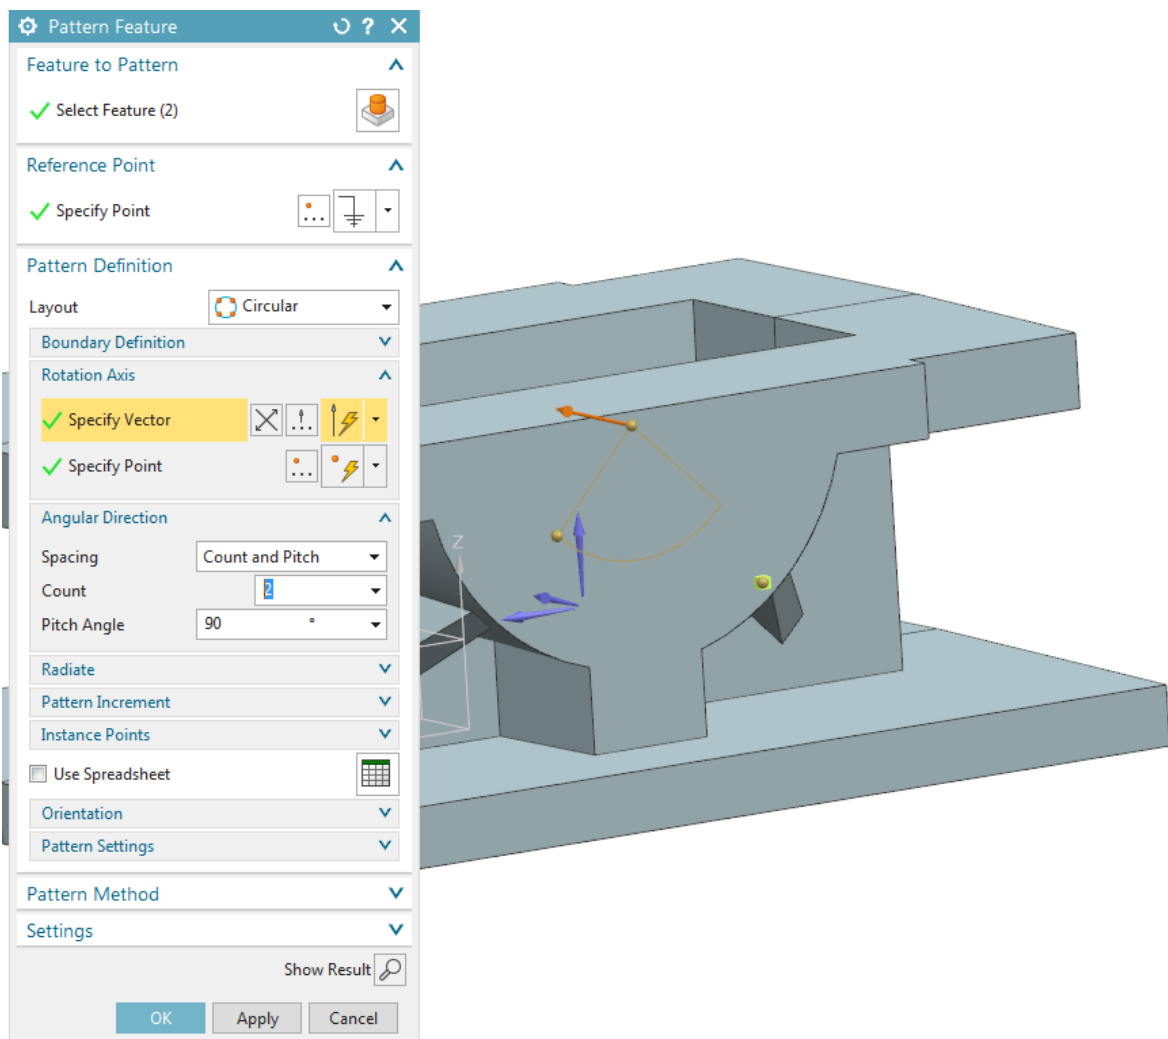 Pattern Feature ?
Feature to Pattern
Select Feature (2)
Reference Point
Specify Point
Pattern Definition
Layout Circular
Boundary Definition
Rotation Axis
Specify Vector
Specify Point
Angular Direction
Spacing Count and Pitch
Count 2
Pitch Angle 90 °
Radiate
Pattern Increment
Instance Points
Use Spreadsheet
Orientation
Pattern Settings
Pattern Method
Settings
Show Result
OK Apply Cancel
Z